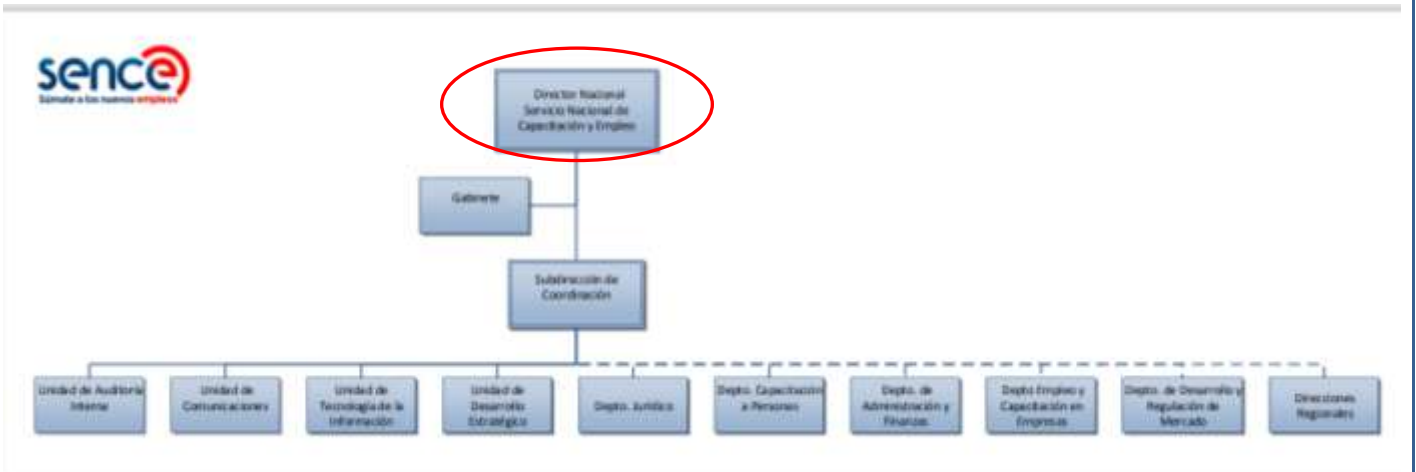 sence
Súmate a los nuevos empleos
Director Nacional
Servicio Nacional de
Capacitación y Empleo
Gabinete
Subdirección de
Coordinación
Unidad de Auditoría
Interna
Unidad de
Comunicaciones
Unidad de
Tecnología de la
Información
Unidad de
Desarrollo
Estratégico
Depto. Jurídico
Depto. Capacitación
a Personas
Depto. de
Administración y
Finanzas
Depto Empleo y
Capacitación en
Empresas
Depto. de Desarrollo y
Regulación de
Mercado
Direcciones
Regionales